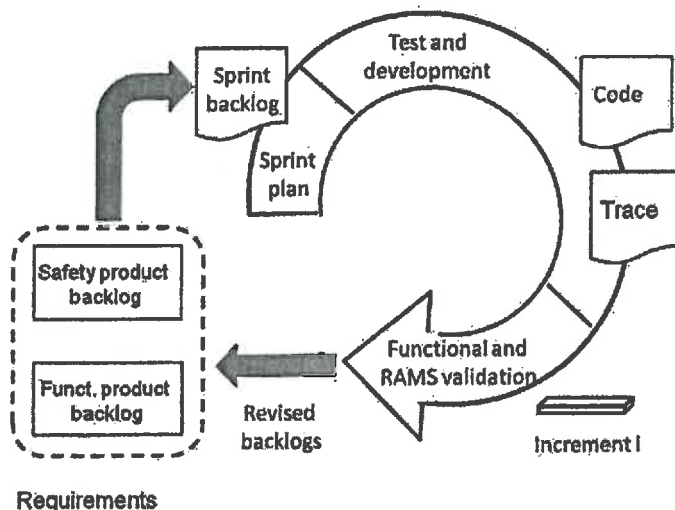 Test and
development
Sprint
backlog
Code
Sprint
plan
Trace
Safety product
backlog
Funct. product
backlog
Functional and
RAMS validation
Revised
backlogs
Increment i
Requirements